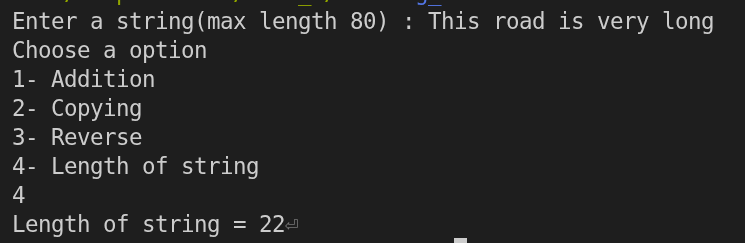 Enter a string(max length 80) : This road is very long
Choose a option
1- Addition
2- Copying
3- Reverse
4- Length of string
4
Length of string = 22⏎